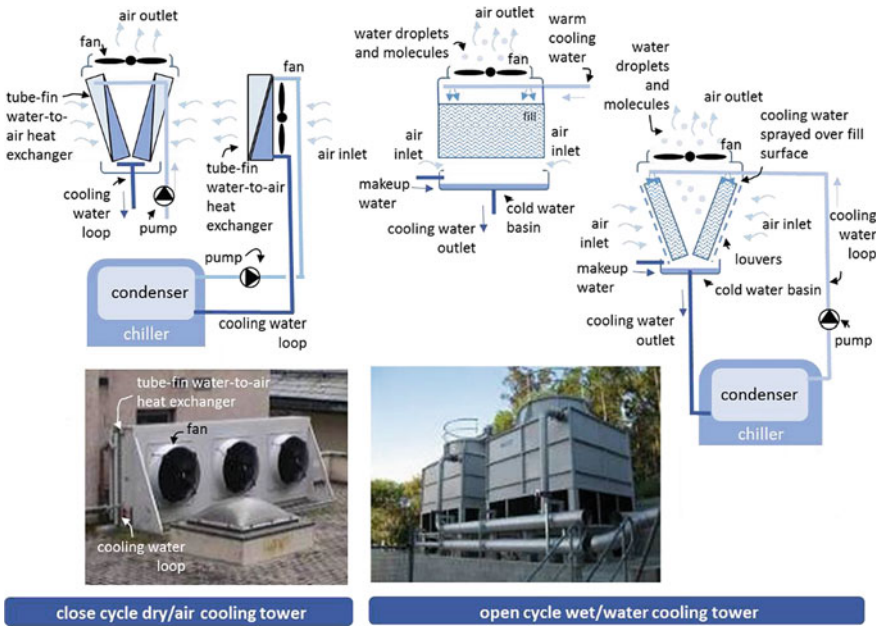 air outlet
fan
tube-fin
water-to-
air heat
exchanger
cooling
water
loop
pump
fan
tube-fin
water-to-air
heat
exchanger
air inlet
pump
condenser
chiller
cooling water
loop
water droplets
and molecules
air outlet
fan
warm
cooling
water
fill
air
inlet
air
inlet
makeup
water
cold water
basin
cooling water
outlet
water
droplets
and
molecules
air outlet
fan
cooling water
sprayed over fill
surface
air
inlet
air inlet
louvers
cooling
water
loop
makeup
water
cold water basin
cooling water
outlet
pump
condenser
chiller
tube-fin water-to-air
heat exchanger
fan
cooling water
loop
close cycle dry/air cooling tower
open cycle wet/water cooling tower